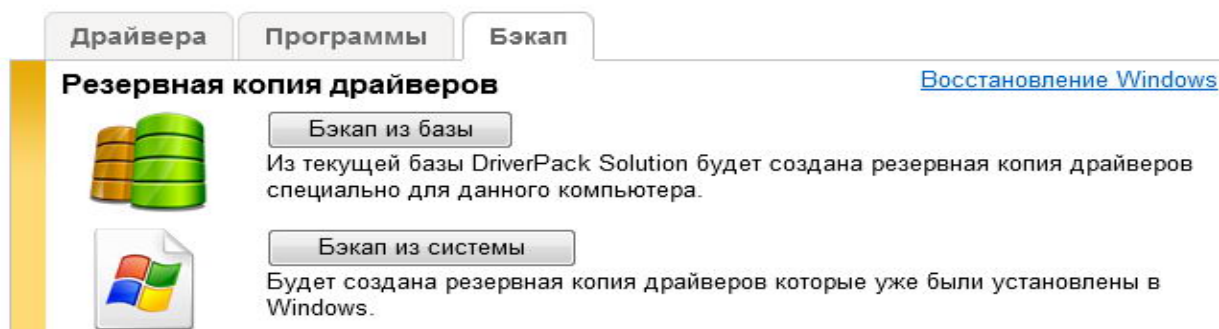 Драйвера Программы Бэкап
Резервная копия драйверов Восстановление Windows
Бэкап из базы
Из текущей базы DriverPack Solution будет создана резервная копия драйверов
специально для данного компьютера.
Бэкап из системы
Будет создана резервная копия драйверов которые уже были установлены в
Windows.